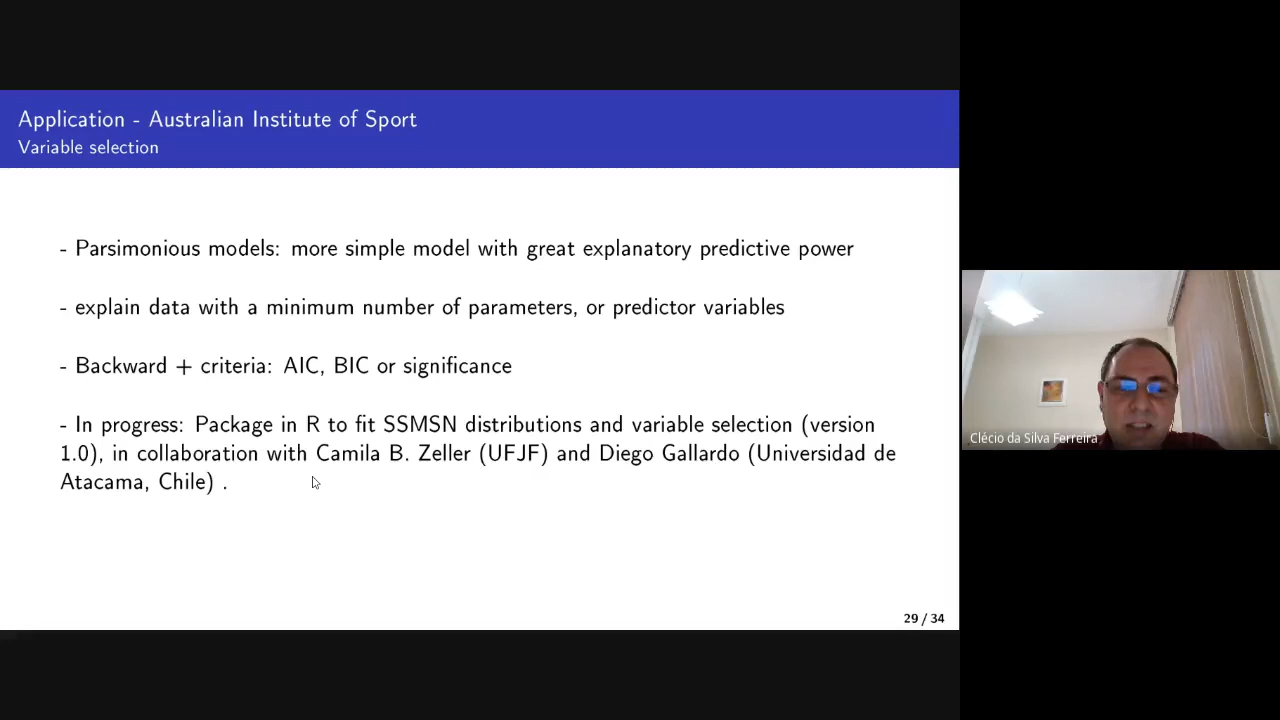 Application - Australian Institute of Sport
Variable selection
- Parsimonious models: more simple model with great explanatory predictive power
- explain data with a minimum number of parameters, or predictor variables
- Backward + criteria: AIC, BIC or significance
- In progress: Package in R to fit SSMSN distributions and variable selection (version
1.0), in collaboration with Camila B. Zeller (UFJF) and Diego Gallardo (Universidad de
Atacama, Chile) .
29 / 34
Clécio da Silva Ferreira